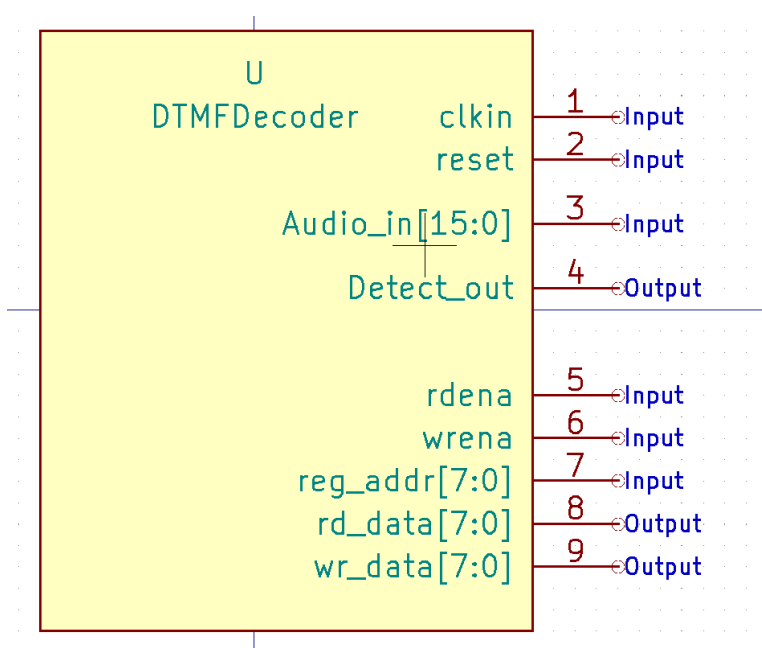 U
DTMFDecoder
clkin 1 Input
reset 2 Input
Audio_in[15:0] 3 Input
Detect_out 4 Output
rdena 5 Input
wrena 6 Input
reg_addr[7:0] 7 Input
rd_data[7:0] 8 Output
wr_data[7:0] 9 Output